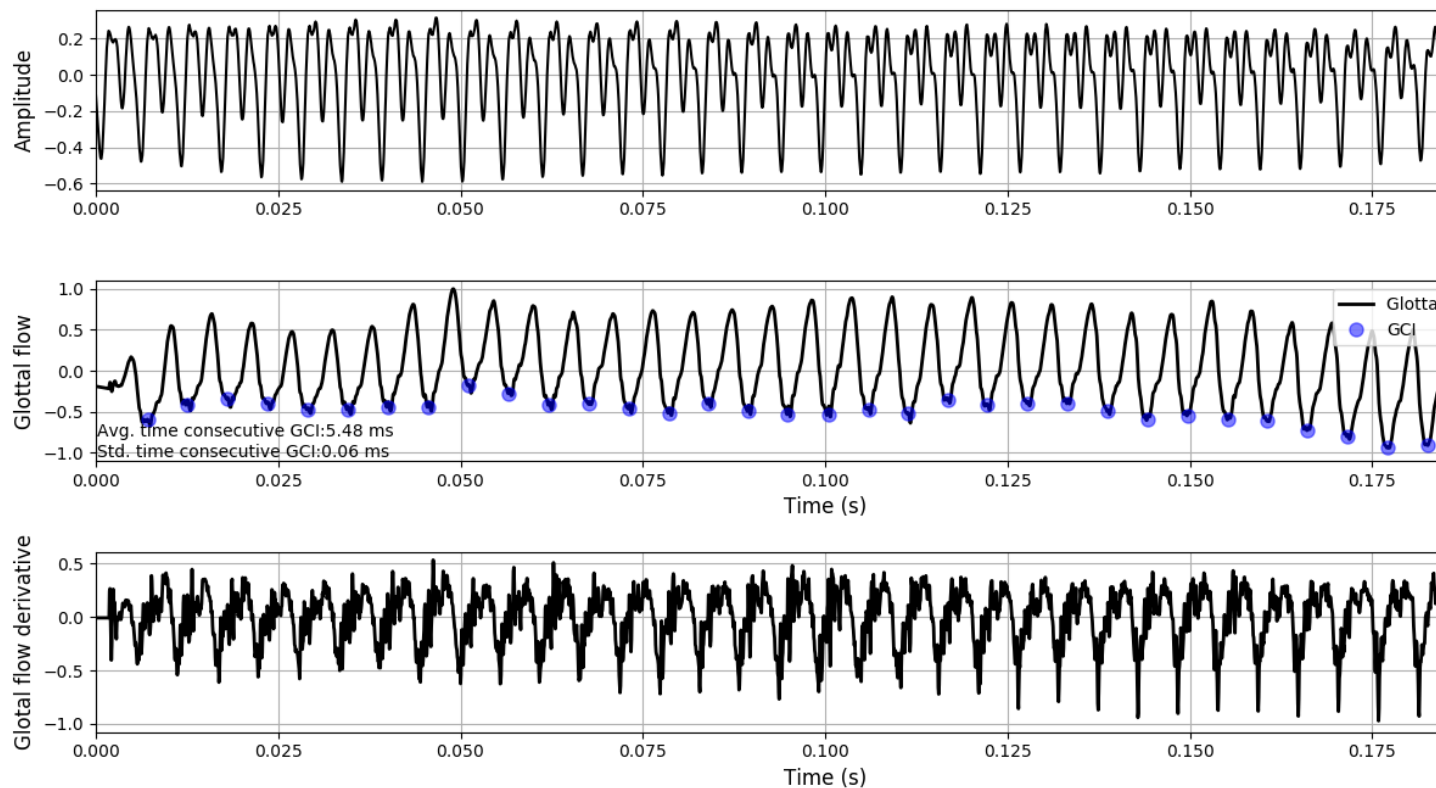 Amplitude
0.2
0.0
−0.2
−0.4
−0.6
0.000 0.025 0.050 0.075 0.100 0.125 0.150 0.175
Glottal flow
1.0
0.5
0.0
−0.5
−1.0
Glotta
GCI
Avg. time consecutive GCI:5.48 ms
Std. time consecutive GCI:0.06 ms
0.000 0.025 0.050 0.075 0.100 0.125 0.150 0.175
Time (s)
Glotal flow derivative
0.5
0.0
−0.5
−1.0
0.000 0.025 0.050 0.075 0.100 0.125 0.150 0.175
Time (s)